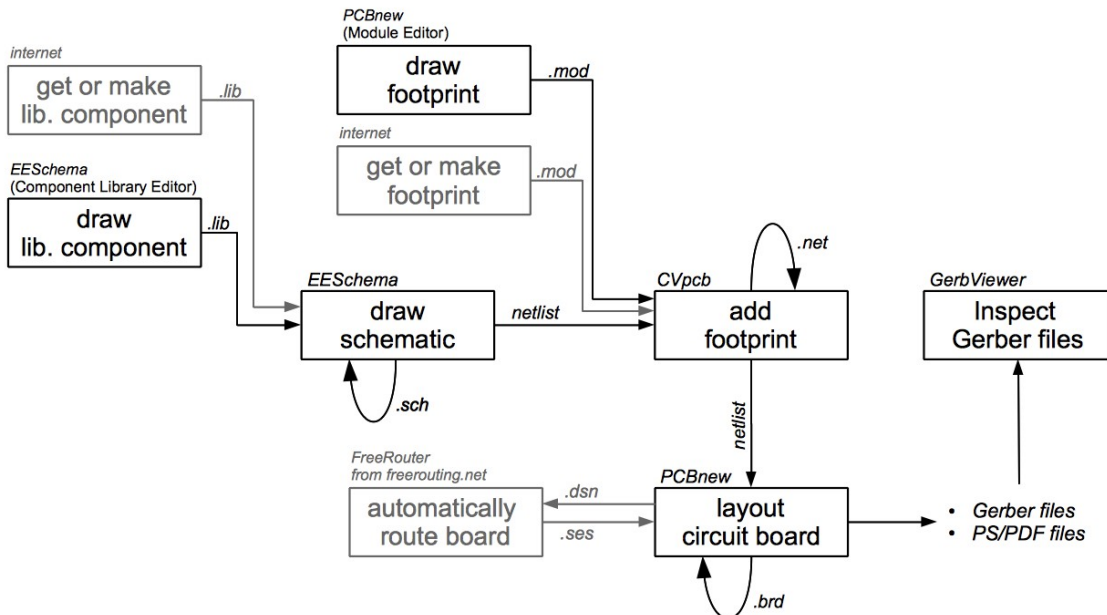 PCBnew
(Module Editor)
draw
footprint
.mod
internet
get or make
lib. component
.lib
internet
get or make
footprint
.mod
EESchema
(Component Library Editor)
draw
lib. component
.lib
EESchema
draw
schematic
netlist
.sch
CVpcb
add
footprint
.net
netlist
GerbViewer
Inspect
Gerber files
FreeRouter
from freerouting.net
automatically
route board
.dsn
.ses
PCBnew
layout
circuit board
.brd
• Gerber files
• PS/PDF files